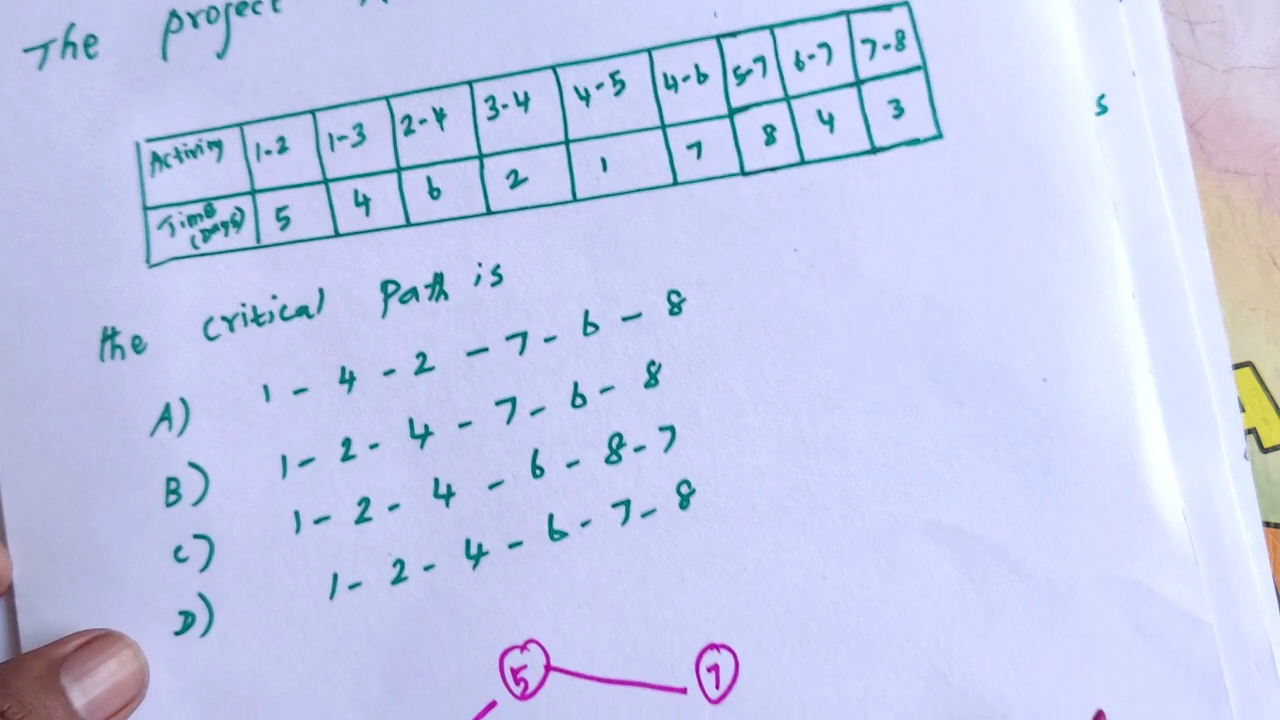 The project
Activity 1-2 1-3 2-4 3-4 4-5 4-6 5-7 6-7 7-8
Time (Days) 5 4 6 2 1 7 8 4 3
s
the critical Path is
A) 1 - 4 - 2 - 7 - 6 - 8
B) 1 - 2 - 4 - 7 - 6 - 8
C) 1 - 2 - 4 - 6 - 8 - 7
D) 1 - 2 - 4 - 6 - 7 - 8
5 7
A